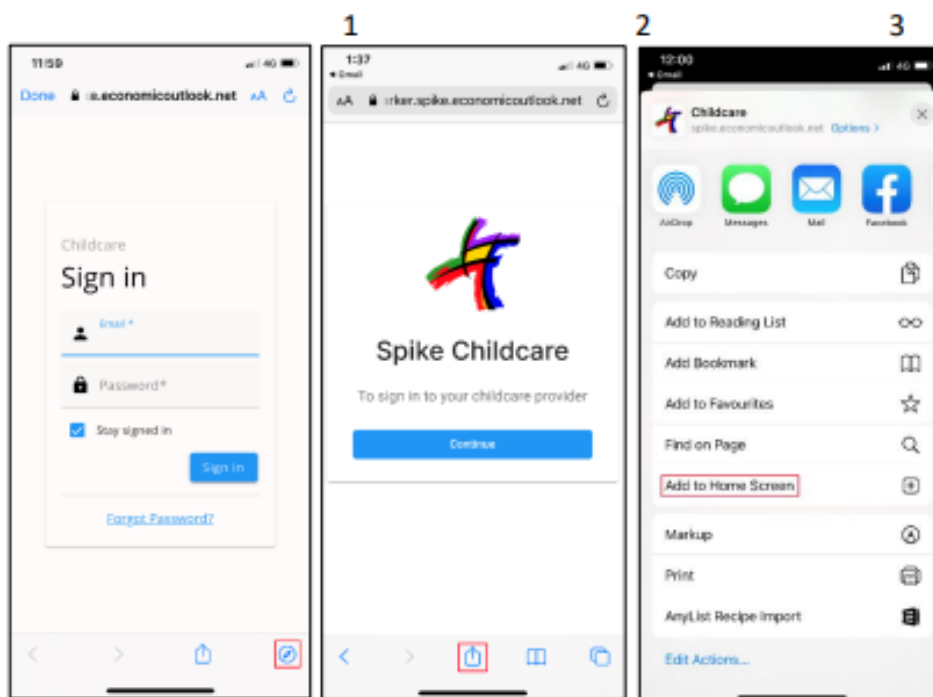 1
2
3
11:59
4G
Done
e.economicoutlook.net
AA
Childcare
Sign in
Email *
Password*
Stay signed in
Sign in
Forgot Password?
1:37
4G
Gmail
AA
rker.spike.economicoutlook.net
Spike Childcare
To sign in to your childcare provider
Continue
12:00
4G
Gmail
Childcare
spike.economicoutlook.net Options >
AirDrop
Messages
Mail
Facebook
Copy
Add to Reading List
Add Bookmark
Add to Favourites
Find on Page
Add to Home Screen
Markup
Print
AnyList Recipe Import
Edit Actions...